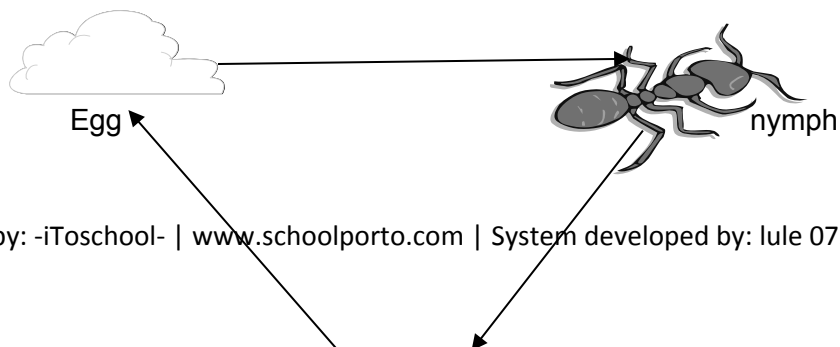 Egg
nymph
by: -iToschool- | www.schoolporto.com | System developed by: lule 07